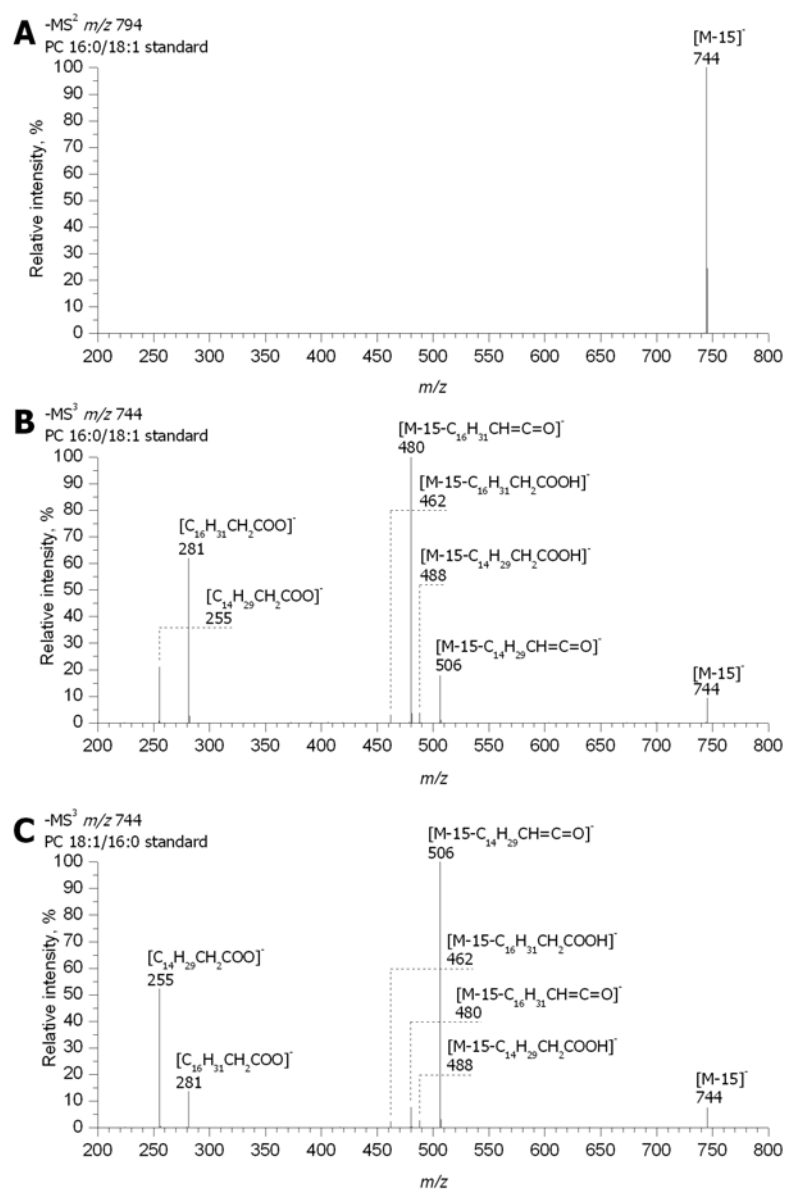 A
-MS² m/z 794
PC 16:0/18:1 standard
[M-15]⁻
744
Relative intensity, %
100
90
80
70
60
50
40
30
20
10
0
200 250 300 350 400 450 500 550 600 650 700 750 800
m/z
B
-MS³ m/z 744
PC 16:0/18:1 standard
[M-15-C₁₆H₃₁CH=C=O]⁻
480
[M-15-C₁₆H₃₁CH₂COOH]⁻
462
[C₁₆H₃₁CH₂COO]⁻
281
[M-15-C₁₄H₂₉CH₂COOH]⁻
488
[C₁₄H₂₉CH₂COO]⁻
255
[M-15-C₁₄H₂₉CH=C=O]⁻
506
[M-15]⁻
744
Relative intensity, %
100
90
80
70
60
50
40
30
20
10
0
200 250 300 350 400 450 500 550 600 650 700 750 800
m/z
C
-MS³ m/z 744
PC 18:1/16:0 standard
[M-15-C₁₄H₂₉CH=C=O]⁻
506
[M-15-C₁₆H₃₁CH₂COOH]⁻
462
[C₁₄H₂₉CH₂COO]⁻
255
[M-15-C₁₆H₃₁CH=C=O]⁻
480
[M-15-C₁₄H₂₉CH₂COOH]⁻
488
[C₁₆H₃₁CH₂COO]⁻
281
[M-15]⁻
744
Relative intensity, %
100
90
80
70
60
50
40
30
20
10
0
200 250 300 350 400 450 500 550 600 650 700 750 800
m/z